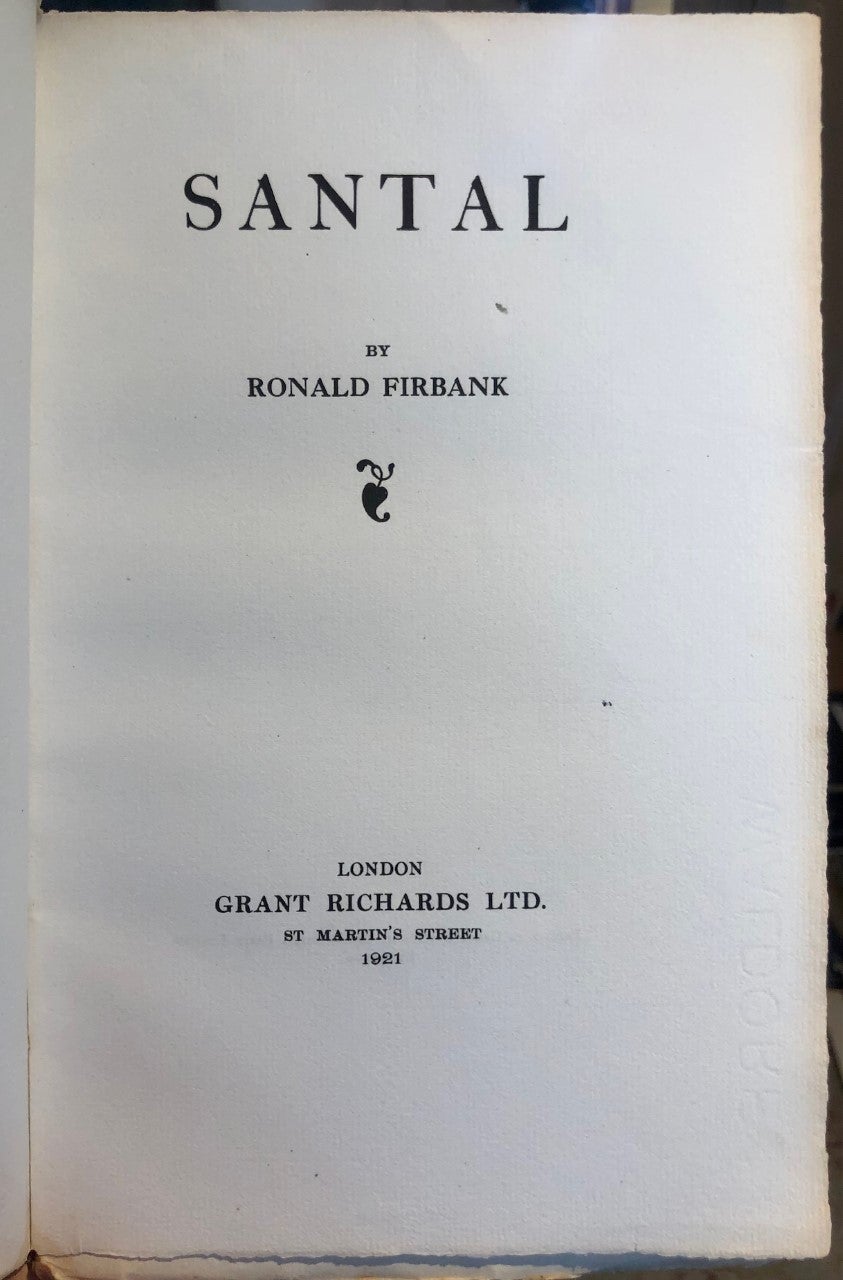 SANTAL
BY
RONALD FIRBANK
LONDON
GRANT RICHARDS LTD.
ST MARTIN'S STREET
1921